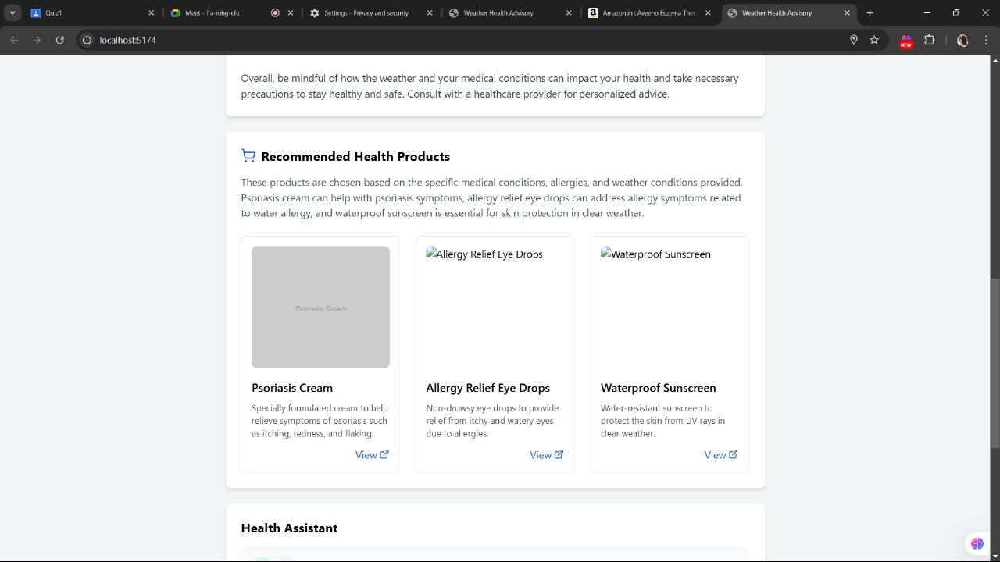 Quiz1
Meet - ffa-iohg-cfu
Settings - Privacy and security
Weather Health Advisory
Amazon.in : Aveeno Eczema Ther
Weather Health Advisory
localhost:5174
NEW
Overall, be mindful of how the weather and your medical conditions can impact your health and take necessary
precautions to stay healthy and safe. Consult with a healthcare provider for personalized advice.
Recommended Health Products
These products are chosen based on the specific medical conditions, allergies, and weather conditions provided.
Psoriasis cream can help with psoriasis symptoms, allergy relief eye drops can address allergy symptoms related
to water allergy, and waterproof sunscreen is essential for skin protection in clear weather.
Psoriasis Cream
Psoriasis Cream
Specially formulated cream to help
relieve symptoms of psoriasis such
as itching, redness, and flaking.
View
Allergy Relief Eye Drops
Allergy Relief Eye Drops
Non-drowsy eye drops to provide
relief from itchy and watery eyes
due to allergies.
View
Waterproof Sunscreen
Waterproof Sunscreen
Water-resistant sunscreen to
protect the skin from UV rays in
clear weather.
View
Health Assistant